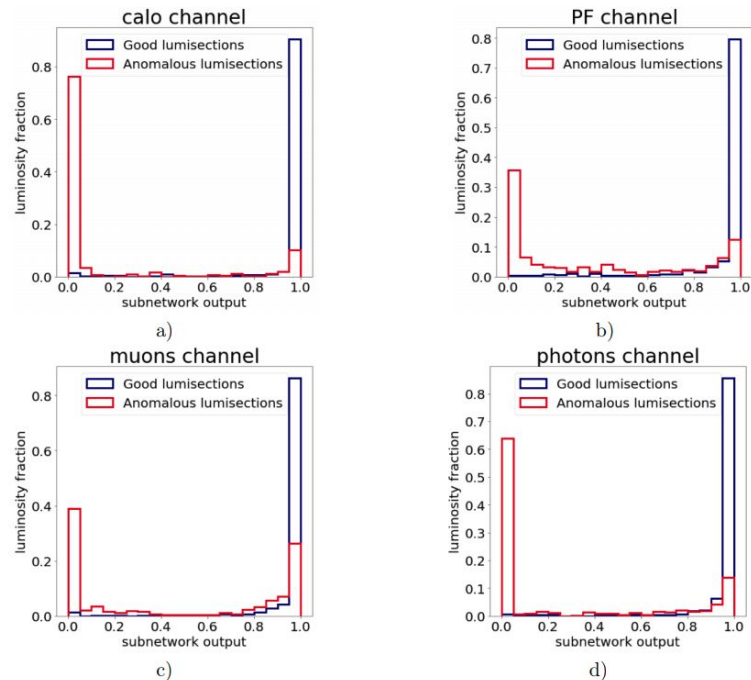 calo channel
Good lumisections
Anomalous lumisections
luminosity fraction
0.8
0.6
0.4
0.2
0.0
0.0 0.2 0.4 0.6 0.8 1.0
subnetwork output
a)
PF channel
Good lumisections
Anomalous lumisections
luminosity fraction
0.8
0.7
0.6
0.5
0.4
0.3
0.2
0.1
0.0
0.0 0.2 0.4 0.6 0.8 1.0
subnetwork output
b)
muons channel
Good lumisections
Anomalous lumisections
luminosity fraction
0.8
0.6
0.4
0.2
0.0
0.0 0.2 0.4 0.6 0.8 1.0
subnetwork output
c)
photons channel
Good lumisections
Anomalous lumisections
luminosity fraction
0.8
0.7
0.6
0.5
0.4
0.3
0.2
0.1
0.0
0.0 0.2 0.4 0.6 0.8 1.0
subnetwork output
d)